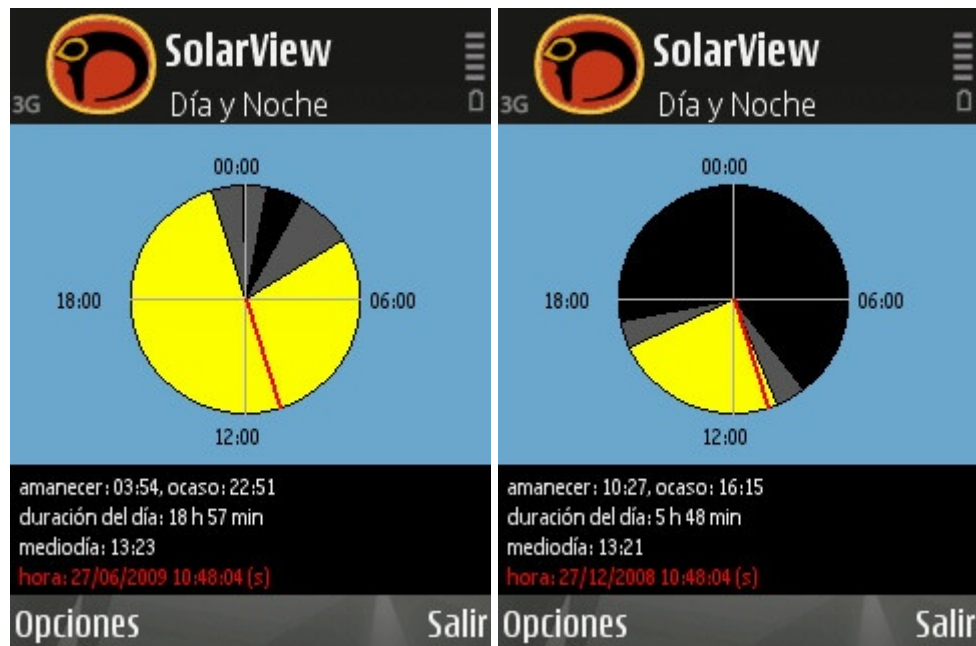 SolarView
3G
Día y Noche
00:00
18:00
06:00
12:00
amanecer: 03:54, ocaso: 22:51
duración del día: 18 h 57 min
mediodía: 13:23
hora: 27/06/2009 10:48:04 (s)
Opciones
Salir
SolarView
3G
Día y Noche
00:00
18:00
06:00
12:00
amanecer: 10:27, ocaso: 16:15
duración del día: 5 h 48 min
mediodía: 13:21
hora: 27/12/2008 10:48:04 (s)
Opciones
Salir